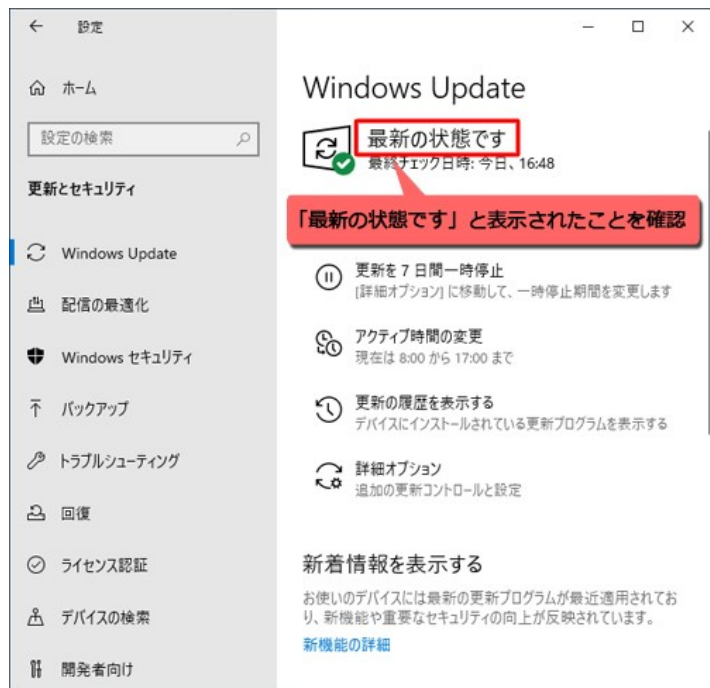 設定
ホーム
設定の検索
更新とセキュリティ
Windows Update
配信の最適化
Windows セキュリティ
バックアップ
トラブルシューティング
回復
ライセンス認証
デバイスの検索
開発者向け
Windows Update
最新の状態です
最終チェック日時: 今日、16:48
「最新の状態です」と表示されたことを確認
更新を 7 日間一時停止
[詳細オプション] に移動して、一時停止期間を変更します
アクティブ時間の変更
現在は 8:00 から 17:00 まで
更新の履歴を表示する
デバイスにインストールされている更新プログラムを表示する
詳細オプション
追加の更新コントロールと設定
新着情報を表示する
お使いのデバイスには最新の更新プログラムが最近適用されてお
り、新機能や重要なセキュリティの向上が反映されています。
新機能の詳細